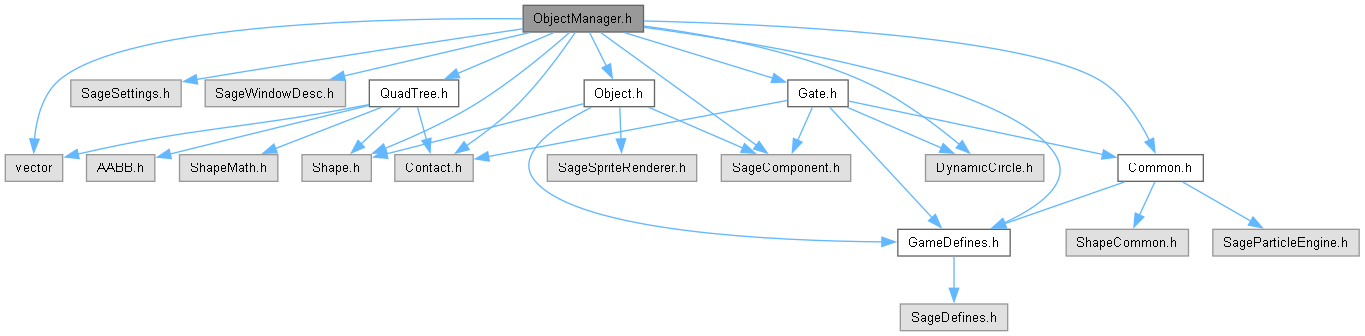 ObjectManager.h
SageSettings.h
SageWindowDesc.h
QuadTree.h
Object.h
Gate.h
vector
AABB.h
ShapeMath.h
Shape.h
Contact.h
SageSpriteRenderer.h
SageComponent.h
DynamicCircle.h
Common.h
GameDefines.h
ShapeCommon.h
SageParticleEngine.h
SageDefines.h